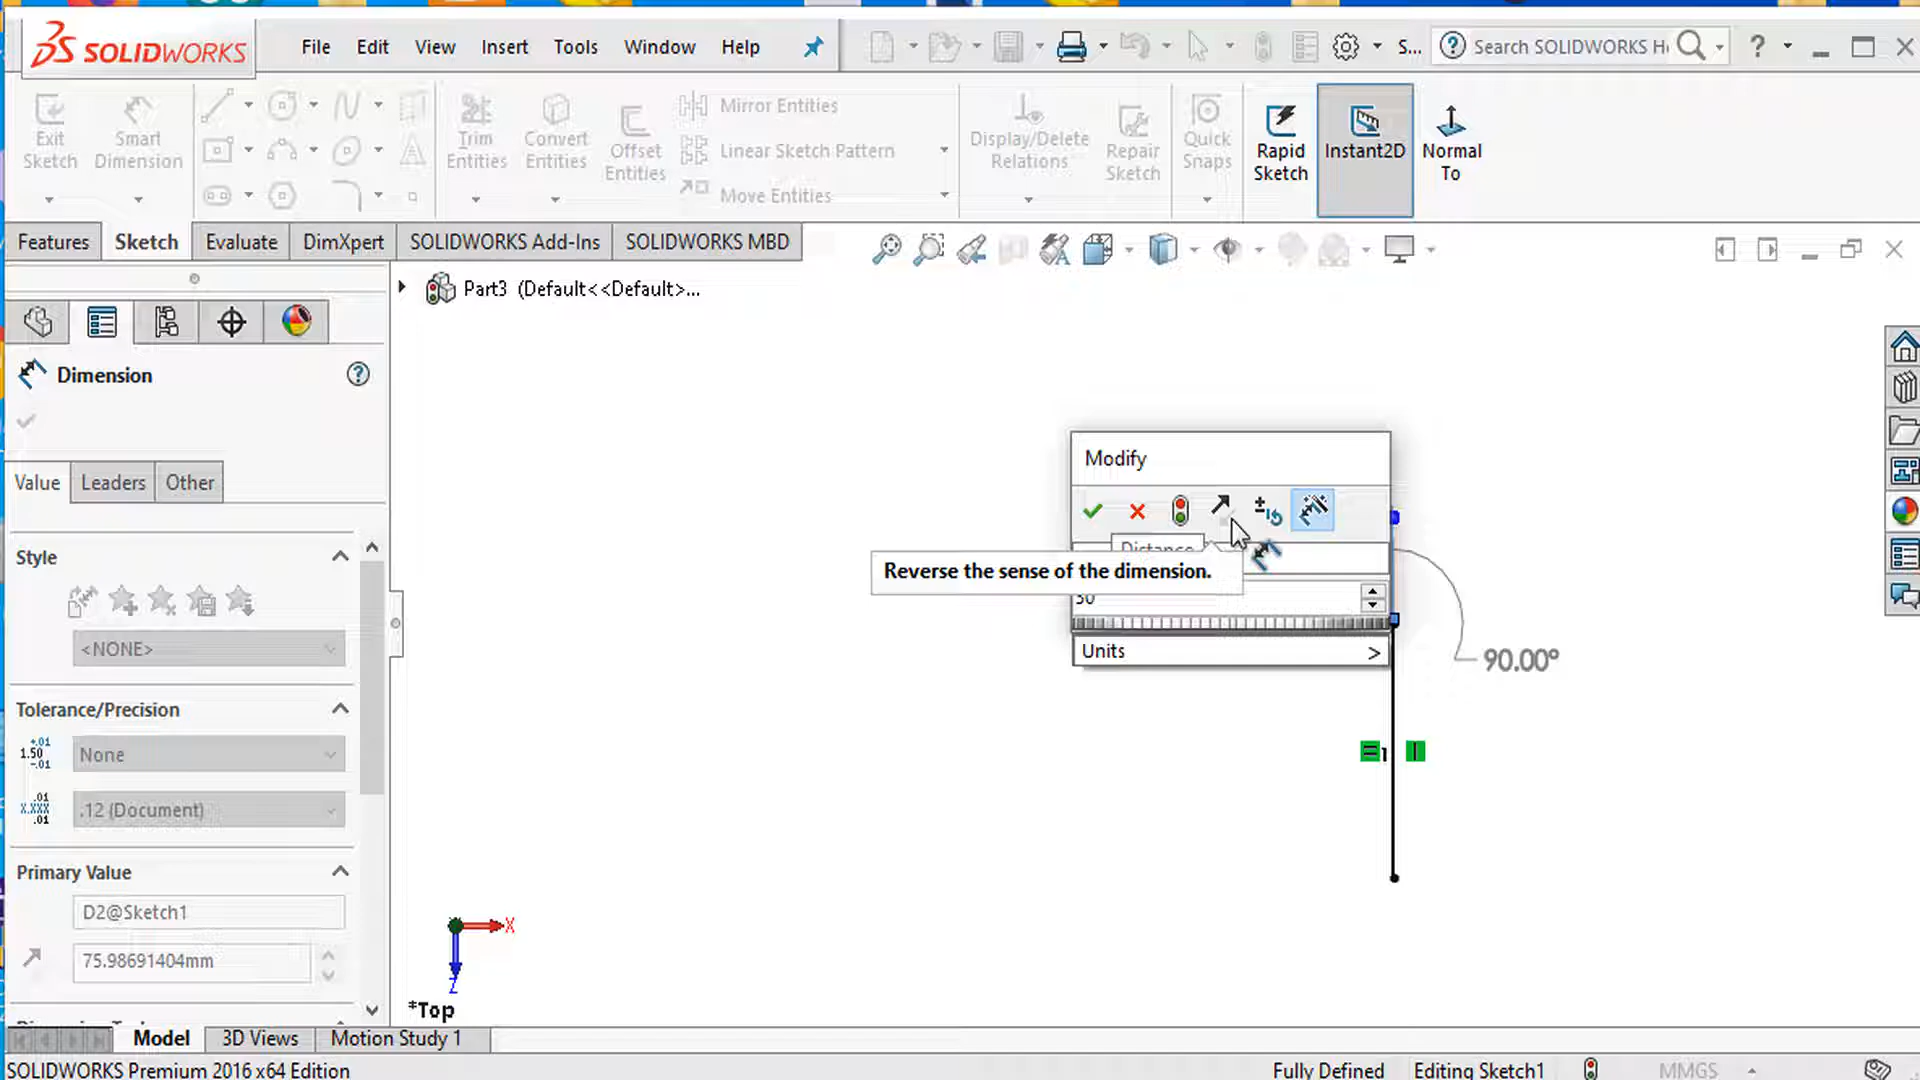 SOLIDWORKS
File Edit View Insert Tools Window Help
S...
Search SOLIDWORKS H
?
Exit Sketch
Smart Dimension
Trim Entities
Convert Entities
Offset Entities
Mirror Entities
Linear Sketch Pattern
Move Entities
Display/Delete Relations
Repair Sketch
Quick Snaps
Rapid Sketch
Instant2D
Normal To
Features Sketch Evaluate DimXpert SOLIDWORKS Add-Ins SOLIDWORKS MBD
Part3 (Default<<Default>...
Dimension
Value Leaders Other
Style
<NONE>
Tolerance/Precision
None
.12 (Document)
Primary Value
D2@Sketch1
75.98691404mm
Modify
Distance
Reverse the sense of the dimension.
Units >
90.00°
1
X
Z
*Top
Model 3D Views Motion Study 1
SOLIDWORKS Premium 2016 x64 Edition
Fully Defined Editing Sketch1 MMGS